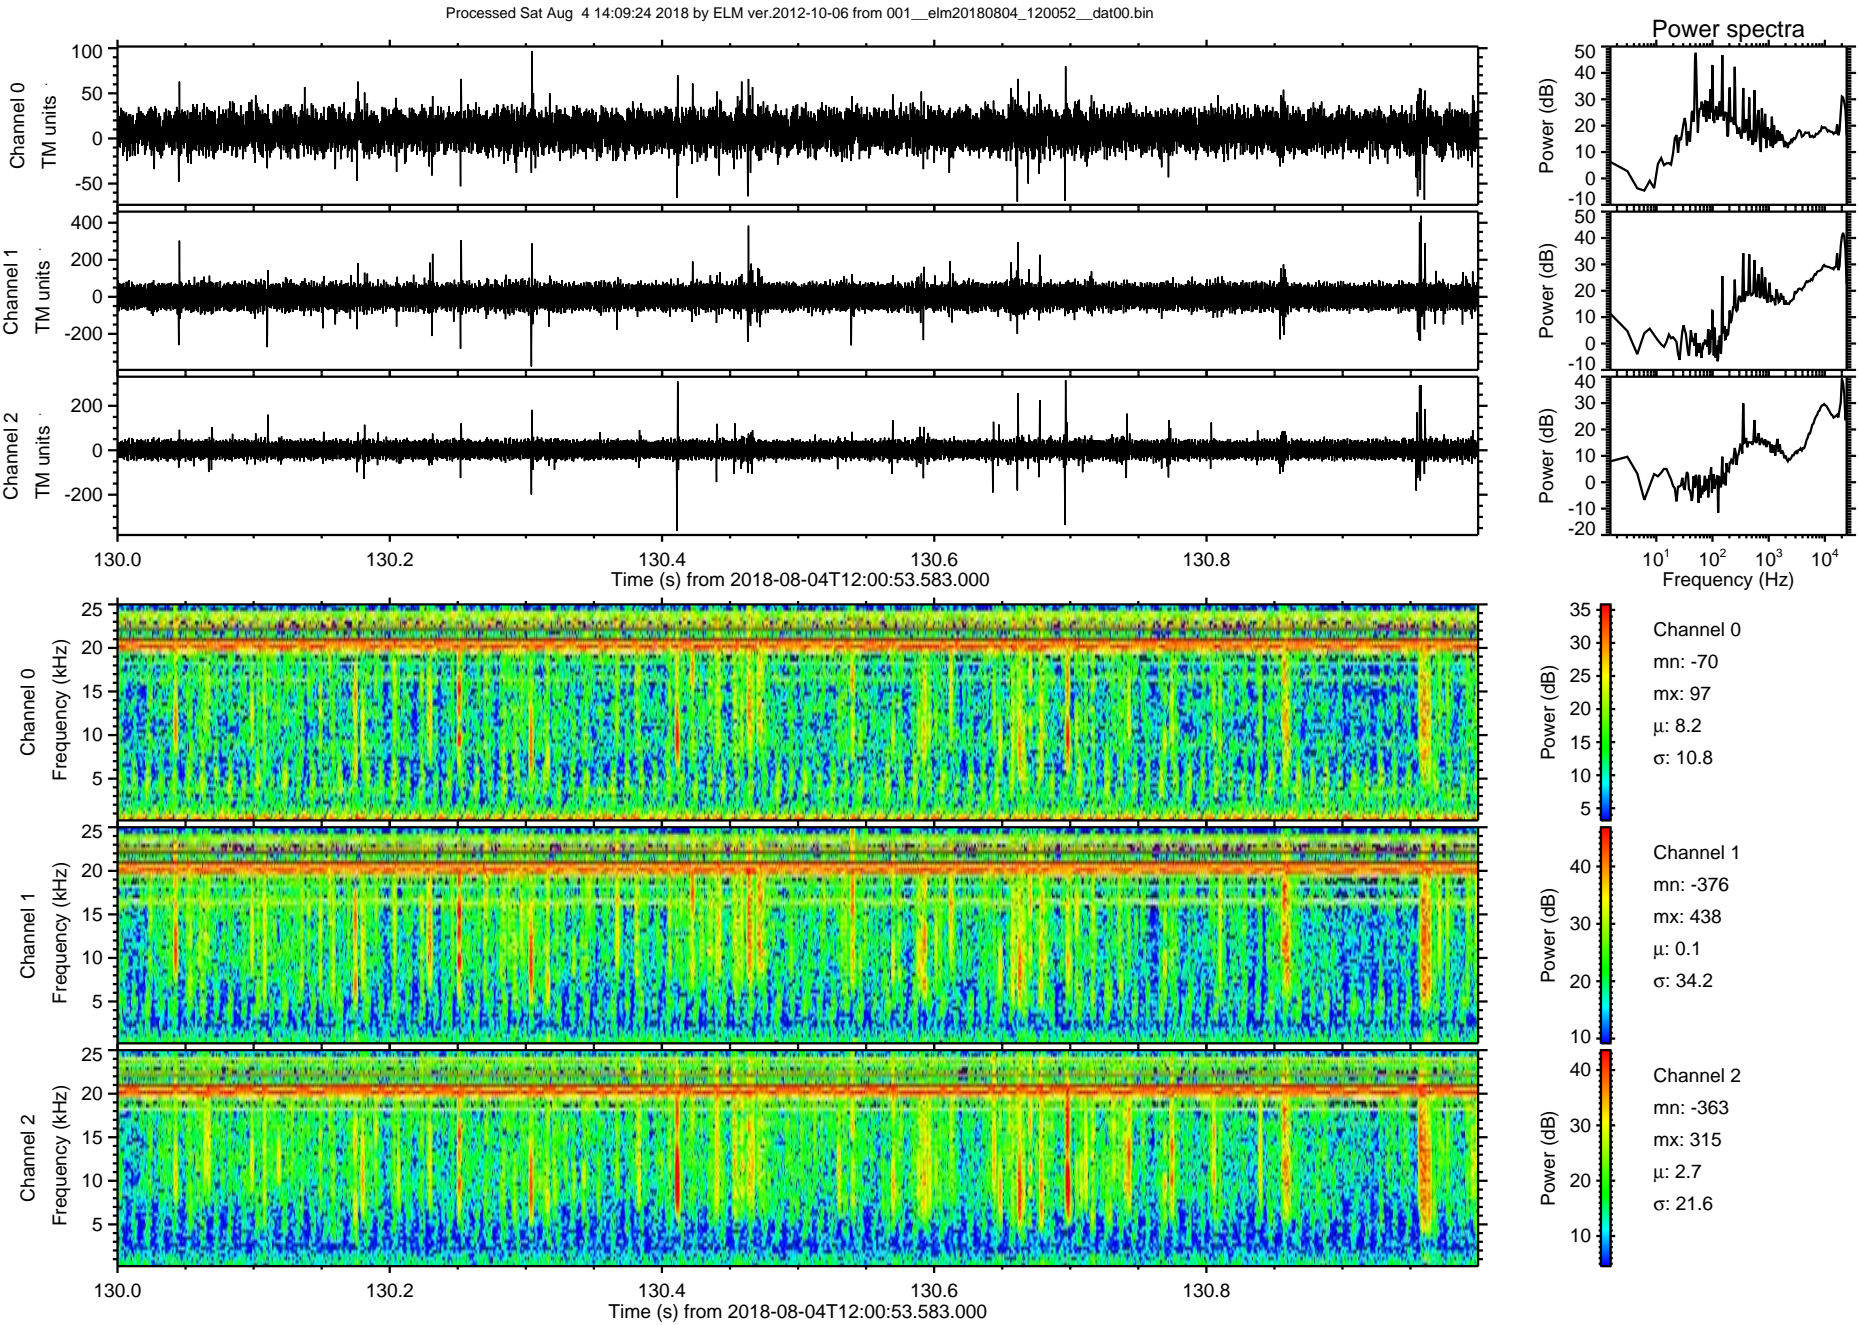 Processed Sat Aug  4 14:09:24 2018 by ELM ver.2012-10-06 from 001__elm20180804_120052__dat00.bin
Power spectra
Channel 0
TM units
100
50
0
-50
Power (dB)
50
40
30
20
10
0
-10
Channel 1
TM units
400
200
0
-200
Power (dB)
50
40
30
20
10
0
-10
Channel 2
TM units
200
0
-200
Power (dB)
40
30
20
10
0
-10
-20
130.0 130.2 130.4 130.6 130.8
Time (s) from 2018-08-04T12:00:53.583.000
10¹ 10² 10³ 10⁴
Frequency (Hz)
Channel 0
Frequency (kHz)
25
20
15
10
5
Power (dB)
35
30
25
20
15
10
5
Channel 0
mn: -70
mx: 97
μ: 8.2
σ: 10.8
Channel 1
Frequency (kHz)
25
20
15
10
5
Power (dB)
40
30
20
10
Channel 1
mn: -376
mx: 438
μ: 0.1
σ: 34.2
Channel 2
Frequency (kHz)
25
20
15
10
5
Power (dB)
40
30
20
10
Channel 2
mn: -363
mx: 315
μ: 2.7
σ: 21.6
130.0 130.2 130.4 130.6 130.8
Time (s) from 2018-08-04T12:00:53.583.000